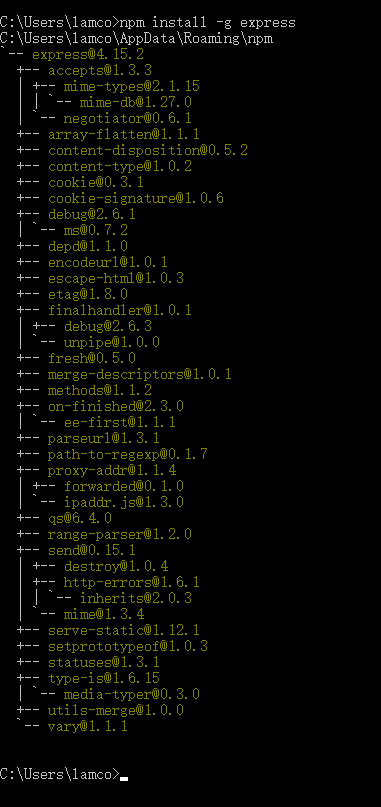 C:\Users\lamco>npm install -g express
C:\Users\lamco\AppData\Roaming\npm
`-- express@4.15.2
  +-- accepts@1.3.3
  | +-- mime-types@2.1.15
  | | `-- mime-db@1.27.0
  | `-- negotiator@0.6.1
  +-- array-flatten@1.1.1
  +-- content-disposition@0.5.2
  +-- content-type@1.0.2
  +-- cookie@0.3.1
  +-- cookie-signature@1.0.6
  +-- debug@2.6.1
  | `-- ms@0.7.2
  +-- depd@1.1.0
  +-- encodeurl@1.0.1
  +-- escape-html@1.0.3
  +-- etag@1.8.0
  +-- finalhandler@1.0.1
  | +-- debug@2.6.3
  | `-- unpipe@1.0.0
  +-- fresh@0.5.0
  +-- merge-descriptors@1.0.1
  +-- methods@1.1.2
  +-- on-finished@2.3.0
  | `-- ee-first@1.1.1
  +-- parseurl@1.3.1
  +-- path-to-regexp@0.1.7
  +-- proxy-addr@1.1.4
  | +-- forwarded@0.1.0
  | `-- ipaddr.js@1.3.0
  +-- qs@6.4.0
  +-- range-parser@1.2.0
  +-- send@0.15.1
  | +-- destroy@1.0.4
  | +-- http-errors@1.6.1
  | | `-- inherits@2.0.3
  | `-- mime@1.3.4
  +-- serve-static@1.12.1
  +-- setprototypeof@1.0.3
  +-- statuses@1.3.1
  +-- type-is@1.6.15
  | `-- media-typer@0.3.0
  +-- utils-merge@1.0.0
  `-- vary@1.1.1
C:\Users\lamco>